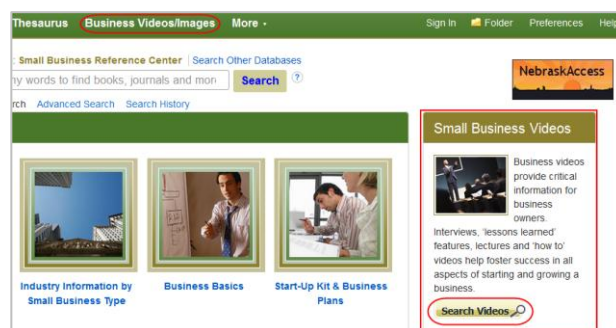 Thesaurus Business Videos/Images More Sign In Folder Preferences Help
Small Business Reference Center Search Other Databases
words to find books, journals and mor Search ?
Advanced Search Search History
NebraskAccess
Small Business Videos
Business videos
provide critical
information for
business
owners.
Interviews, 'lessons learned'
features, lectures and 'how to'
videos help foster success in all
aspects of starting and growing a
business.
Search Videos
Industry Information by
Small Business Type
Business Basics
Start-Up Kit & Business
Plans